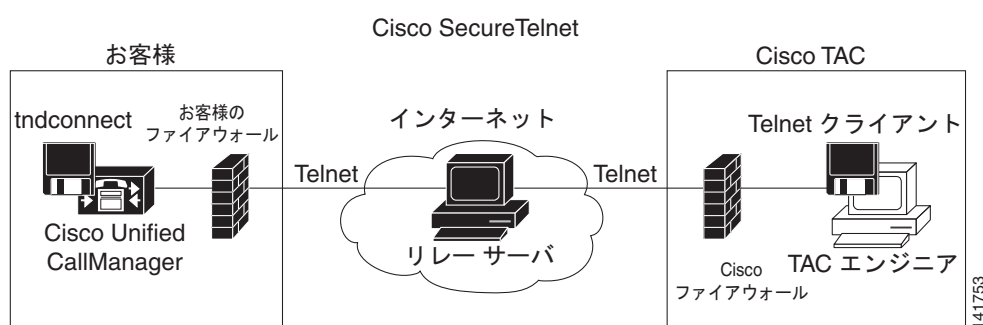 Cisco SecureTelnet
お客様
Cisco TAC
tndconnect
お客様の
ファイアウォール
インターネット
Telnet クライアント
Telnet
Telnet
Cisco Unified
CallManager
リレー サーバ
Cisco
ファイアウォール
TAC エンジニア
141753